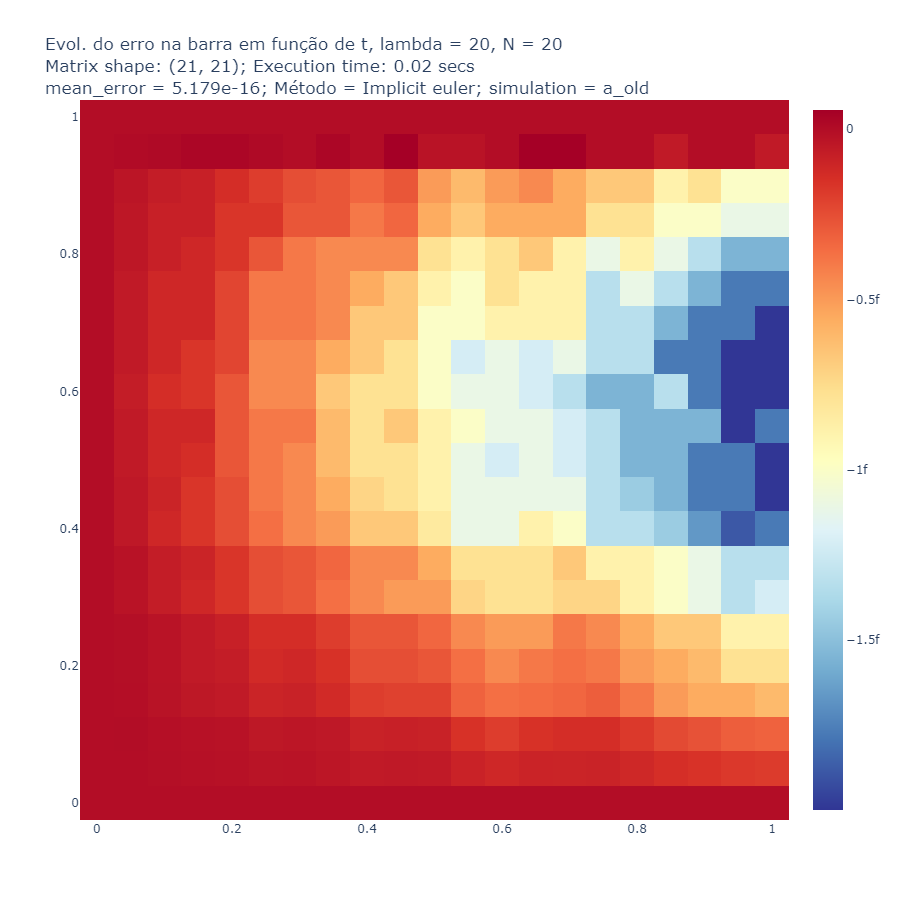 Evol. do erro na barra em função de t, lambda = 20, N = 20
Matrix shape: (21, 21); Execution time: 0.02 secs
mean_error = 5.179e-16; Método = Implicit euler; simulation = a_old
1
0.8
0.6
0.4
0.2
0
0 0.2 0.4 0.6 0.8 1
0
−0.5f
−1f
−1.5f